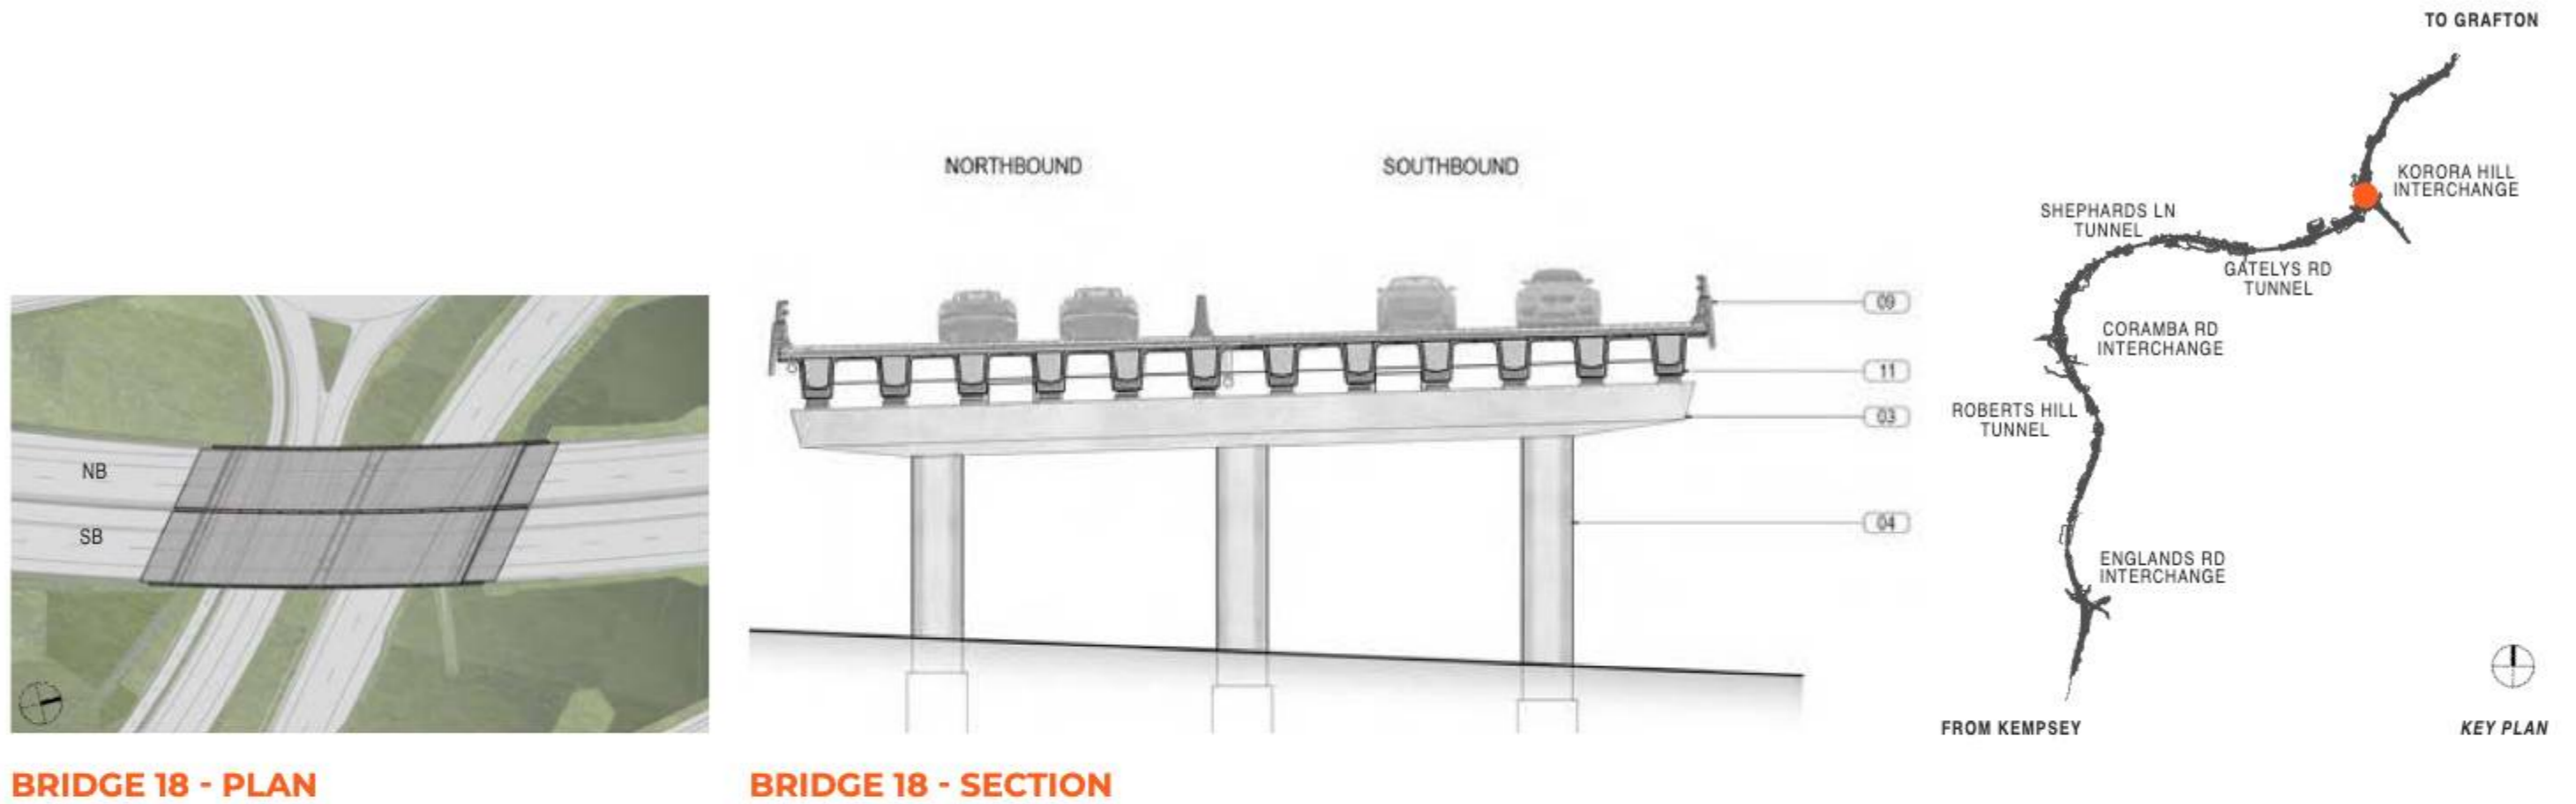 NB
SB
BRIDGE 18 - PLAN
NORTHBOUND
SOUTHBOUND
09
11
03
04
BRIDGE 18 - SECTION
TO GRAFTON
KORORA HILL
INTERCHANGE
SHEPHARDS LN
TUNNEL
GATELYS RD
TUNNEL
CORAMBA RD
INTERCHANGE
ROBERTS HILL
TUNNEL
ENGLANDS RD
INTERCHANGE
FROM KEMPSEY
KEY PLAN